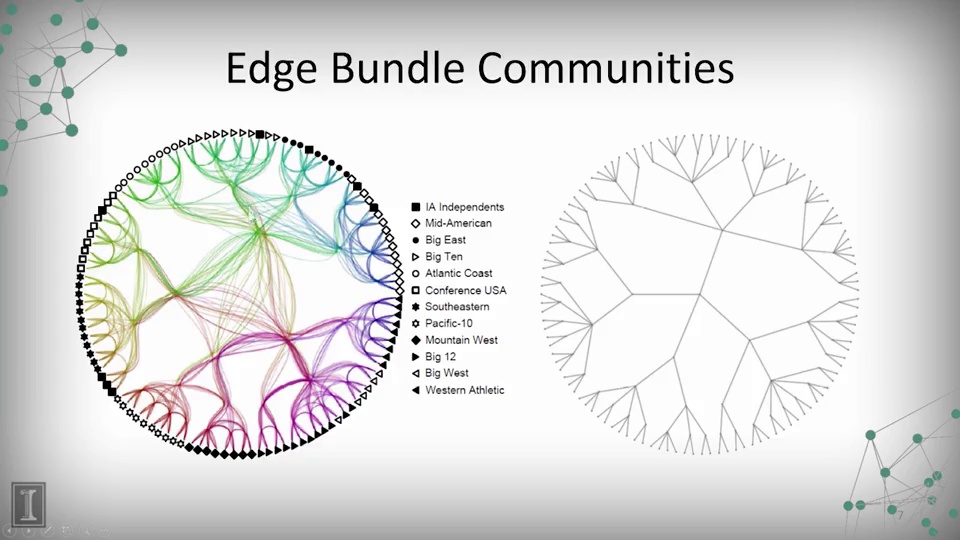 Edge Bundle Communities
IA Independents
Mid-American
Big East
Big Ten
Atlantic Coast
Conference USA
Southeastern
Pacific-10
Mountain West
Big 12
Big West
Western Athletic
I
7